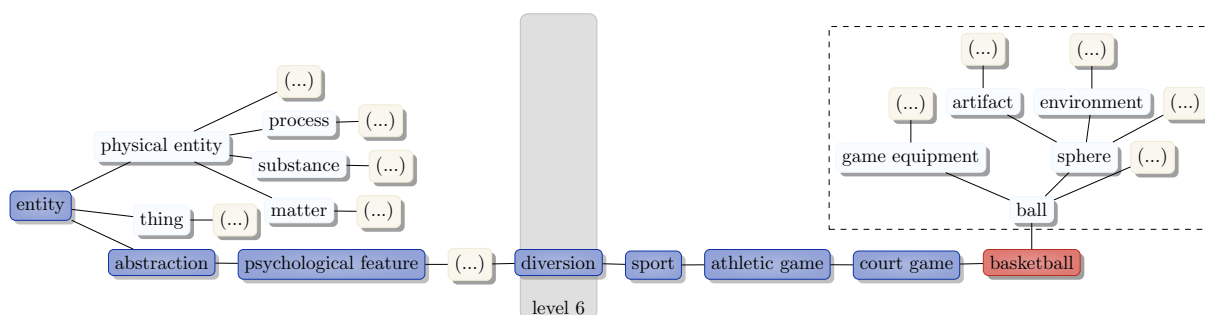 (...)
(...)
(...)
artifact
environment
(...)
(...)
process
(...)
physical entity
game equipment
sphere
(...)
substance
(...)
entity
thing
(...)
matter
(...)
ball
abstraction
psychological feature
(...)
diversion
sport
athletic game
court game
basketball
level 6